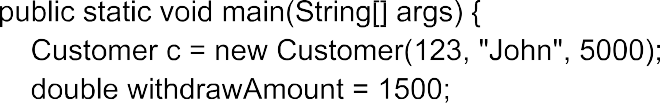 public static void main(String[] args) {
Customer c = new Customer(123, "John", 5000);
double withdrawAmount = 1500;